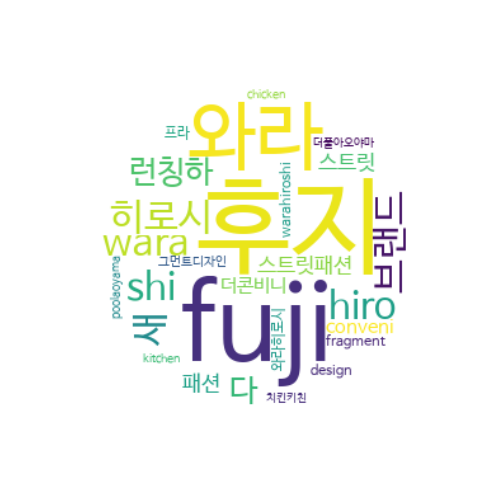 chicken
와라
프라
더풀아오야마
런칭하
스트릿
후지
warahiroshi
히로시
브랜드
wara
그먼트디자인
스트릿패션
poolaoyama
shi
더콘비니
fuji
hiro
새
와라히로시
conveni
fragment
kitchen
패션
다
design
치킨키친